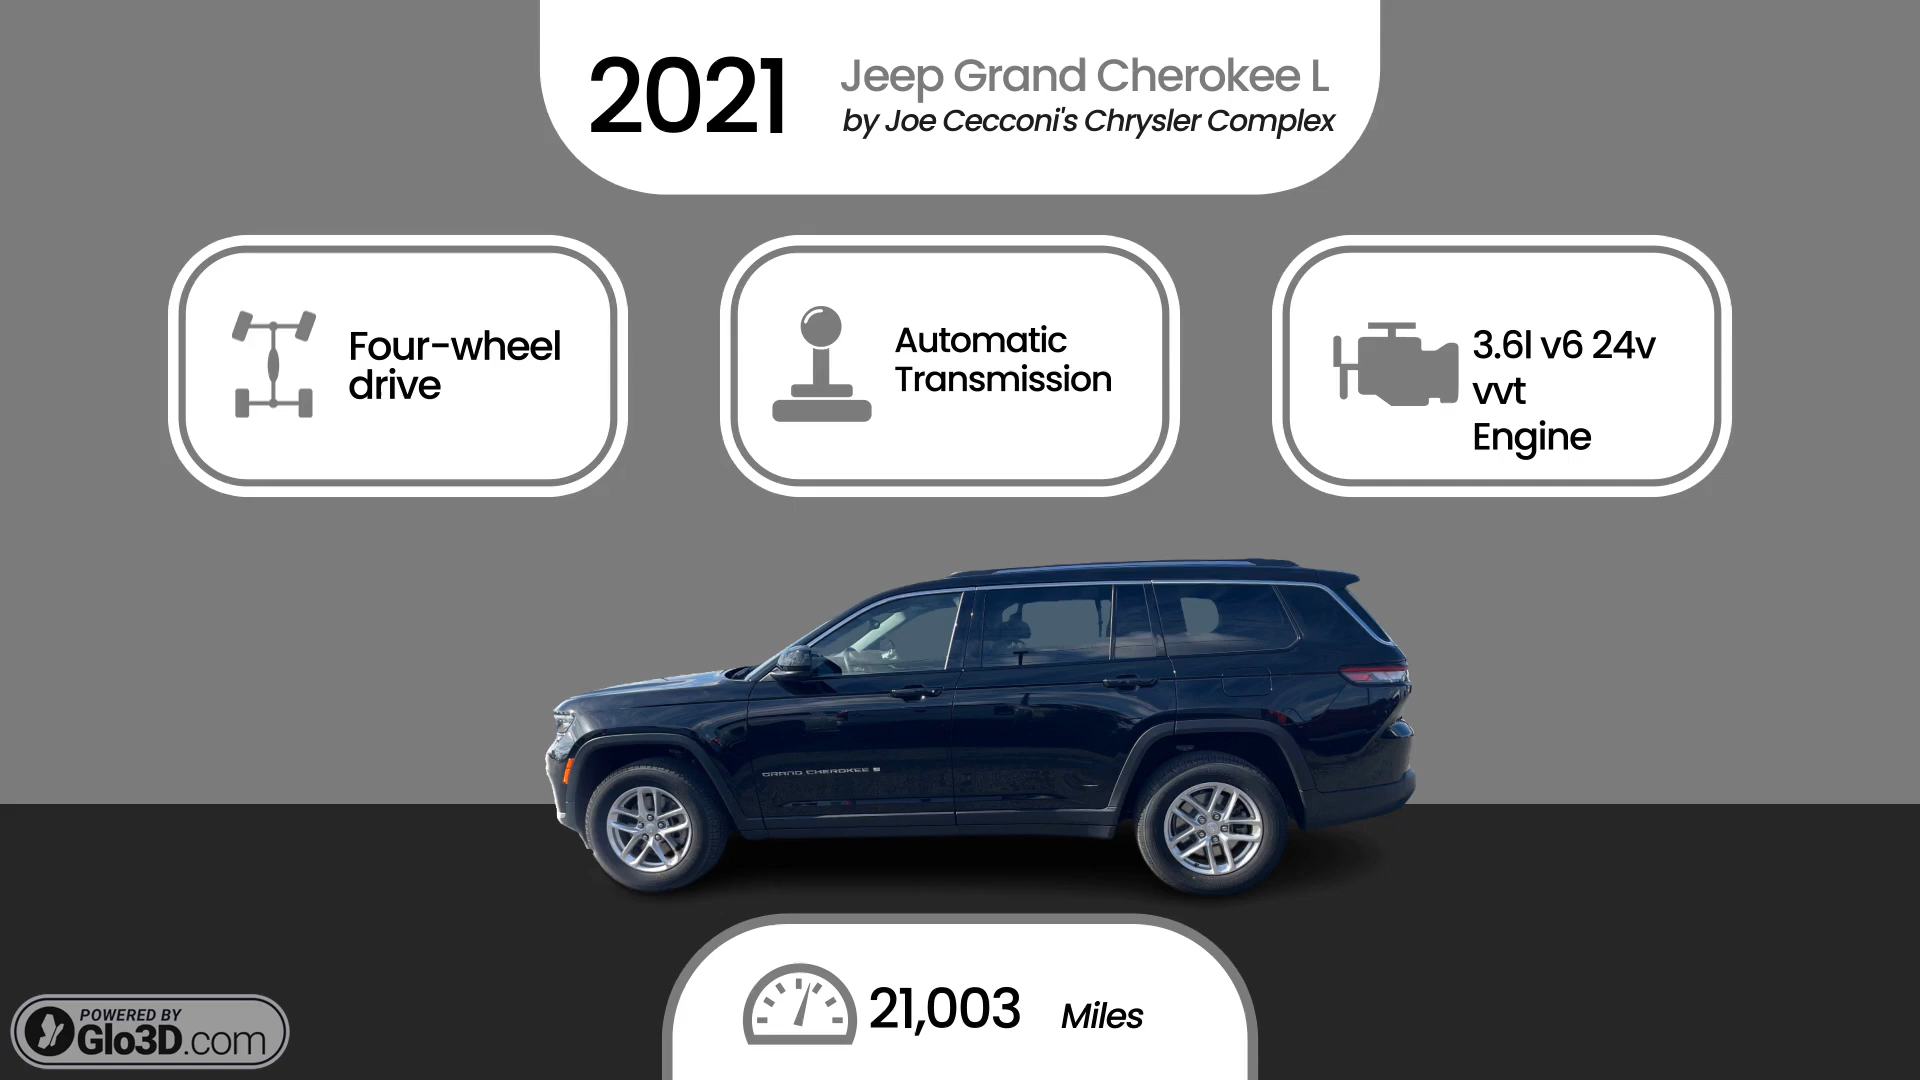 2021
Jeep Grand Cherokee L
by Joe Cecconi's Chrysler Complex
Four-wheel
drive
Automatic
Transmission
3.6l v6 24v
vvt
Engine
GRAND CHEROKEE L
21,003 Miles
POWERED BY
Glo3D.com